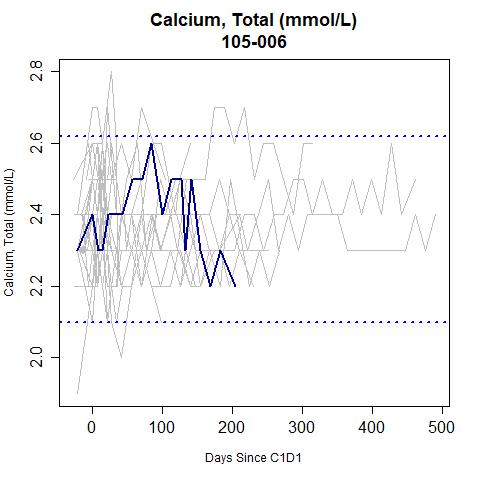 Calcium, Total (mmol/L)
105-006
Calcium, Total (mmol/L)
2.8
2.6
2.4
2.2
2.0
0 100 200 300 400 500
Days Since C1D1